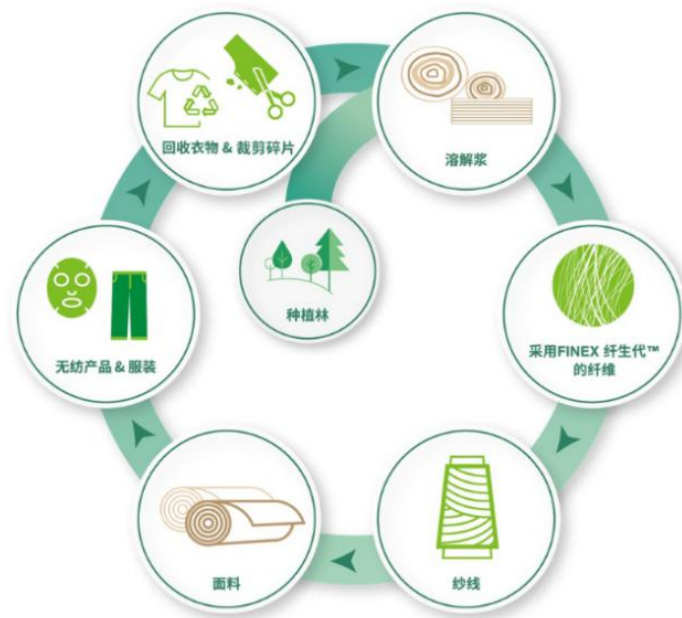 回收衣物 & 裁剪碎片
溶解浆
种植林
无纺产品 & 服装
采用FINEX 纤生代™
的纤维
面料
纱线